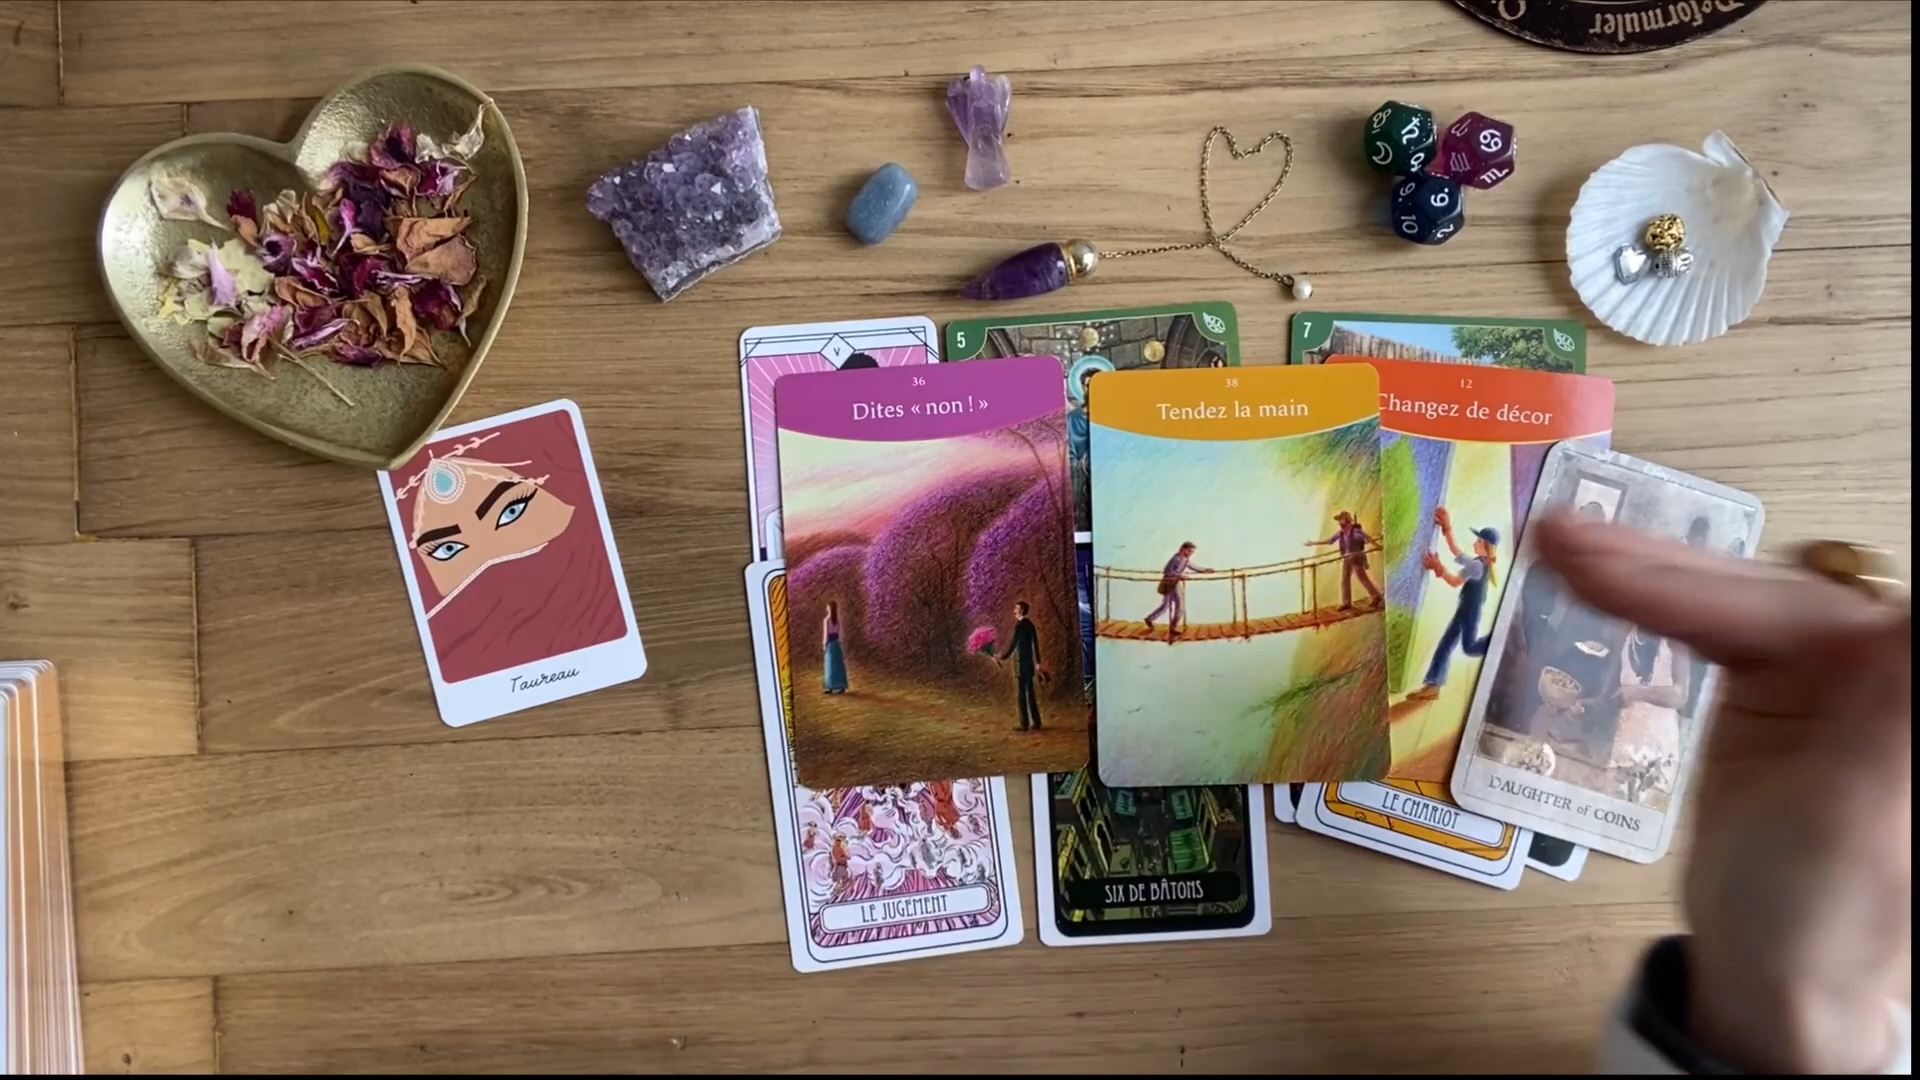 Reformuler
V
5
7
36
Dites « non ! »
38
Tendez la main
12
Changez de décor
Taureau
DAUGHTER of COINS
LE CHARIOT
LE JUGEMENT
SIX DE BÂTONS